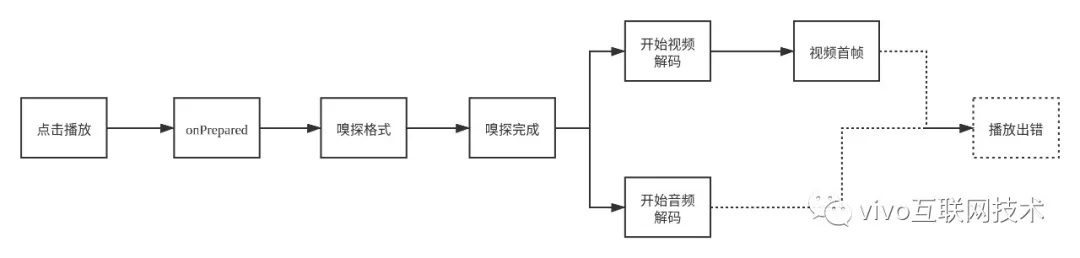 点击播放
onPrepared
嗅探格式
嗅探完成
开始视频
解码
视频首帧
开始音频
解码
播放出错
vivo互联网技术